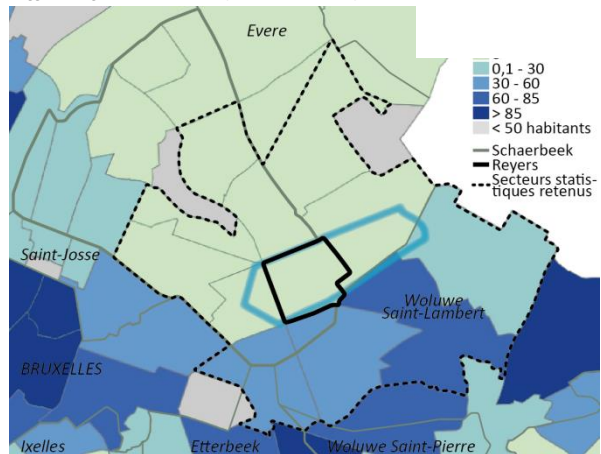 Evere
0,1 - 30
30 - 60
60 - 85
> 85
< 50 habitants
Schaerbeek
Reyers
Secteurs statis-
tiques retenus
Saint-Josse
Woluwe
Saint-Lambert
BRUXELLES
Ixelles
Etterbeek
Woluwe Saint-Pierre